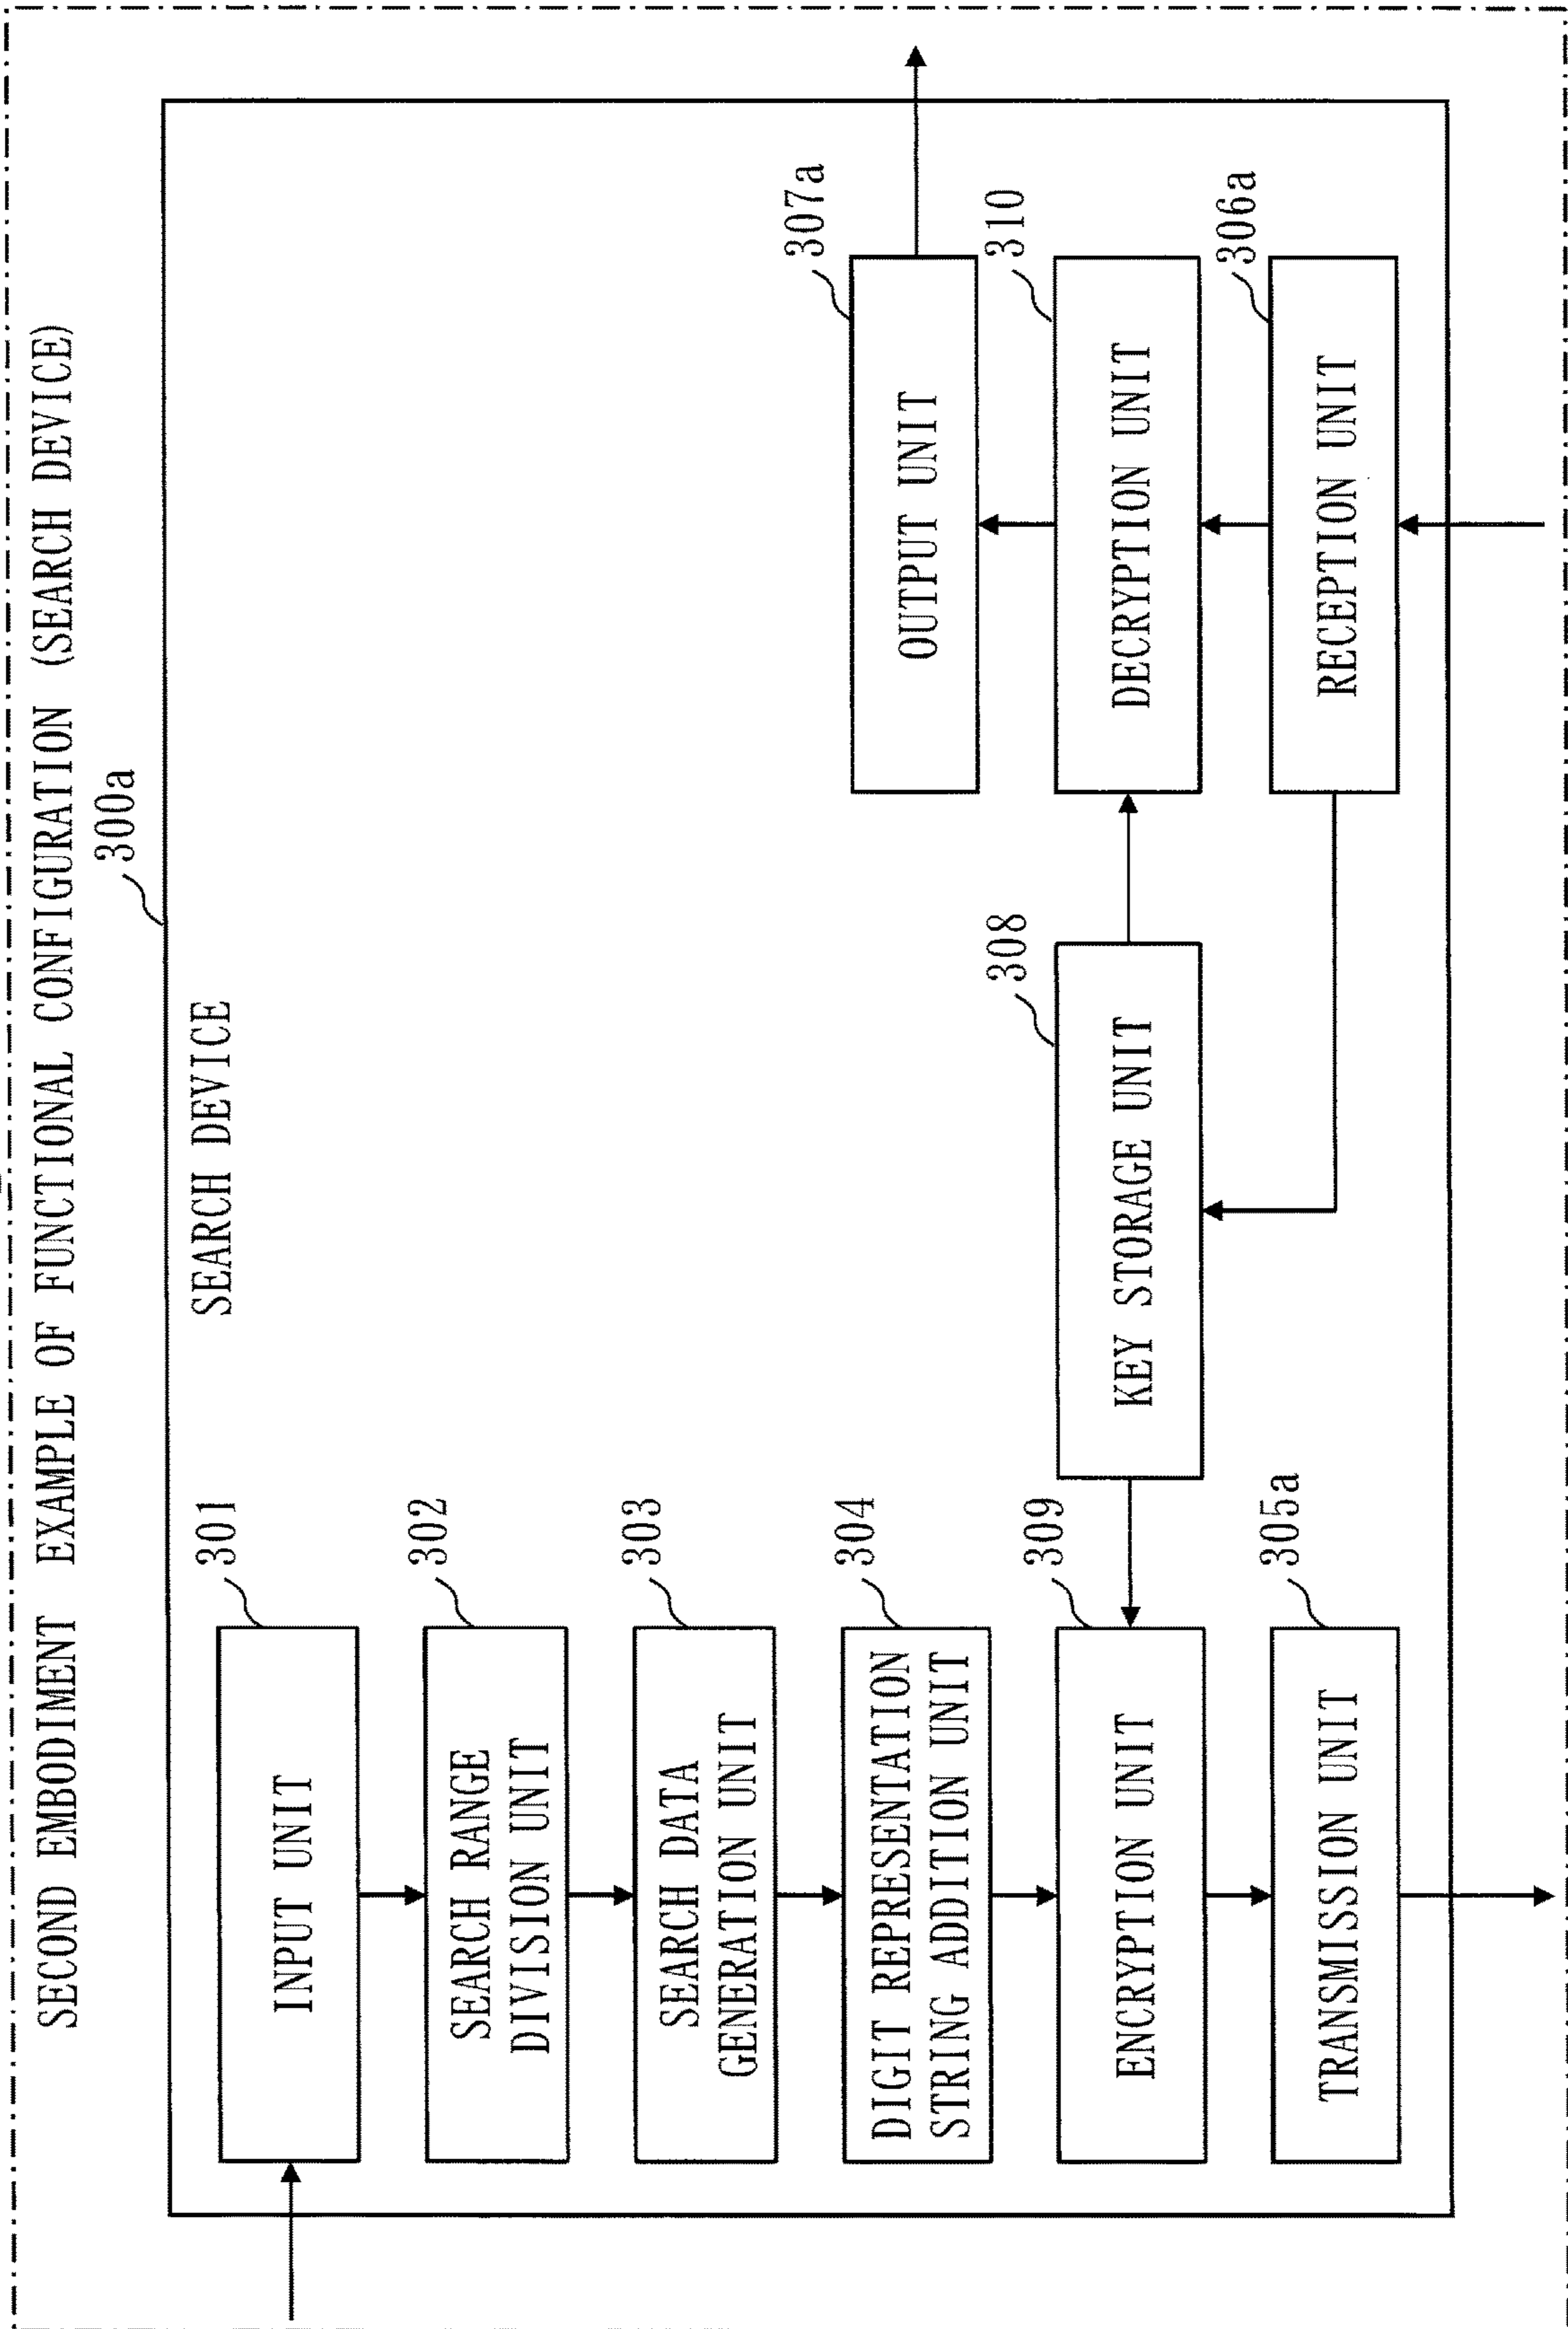 SECOND EMBODIMENT EXAMPLE OF FUNCTIONAL CONFIGURATION (SEARCH DEVICE)
300a
SEARCH DEVICE
301
INPUT UNIT
302
SEARCH RANGE
DIVISION UNIT
303
SEARCH DATA
GENERATION UNIT
304
DIGIT REPRESENTATION
STRING ADDITION UNIT
309
ENCRYPTION UNIT
305a
TRANSMISSION UNIT
308
KEY STORAGE UNIT
307a
OUTPUT UNIT
310
DECRYPTION UNIT
306a
RECEPTION UNIT